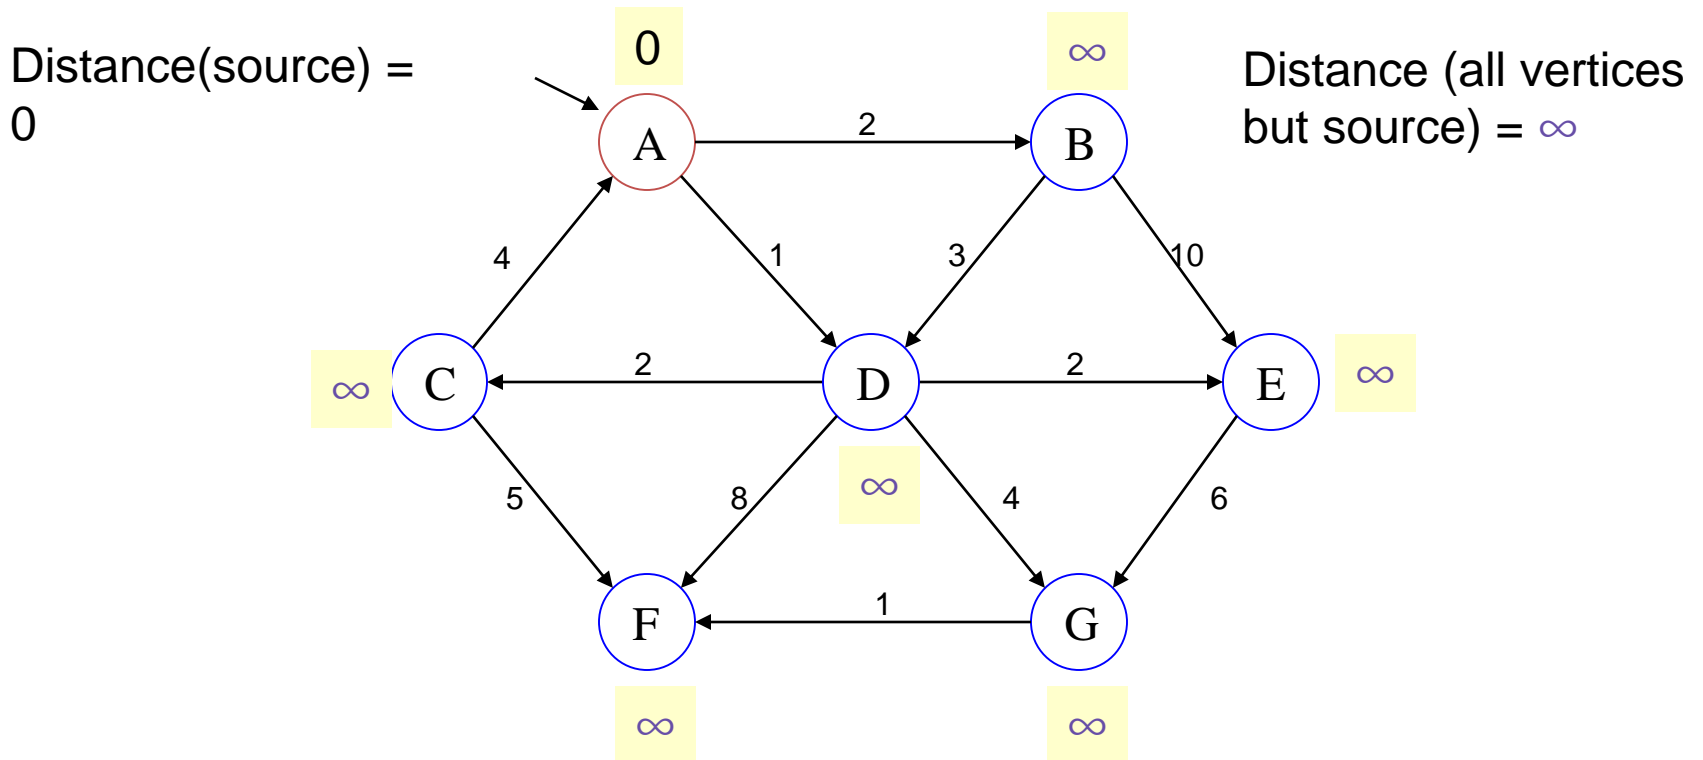 Distance(source) =
0
0
∞
Distance (all vertices
but source) = ∞
A
2
B
4
1
3
10
∞
C
2
D
2
E
∞
5
8
∞
4
6
F
1
G
∞
∞